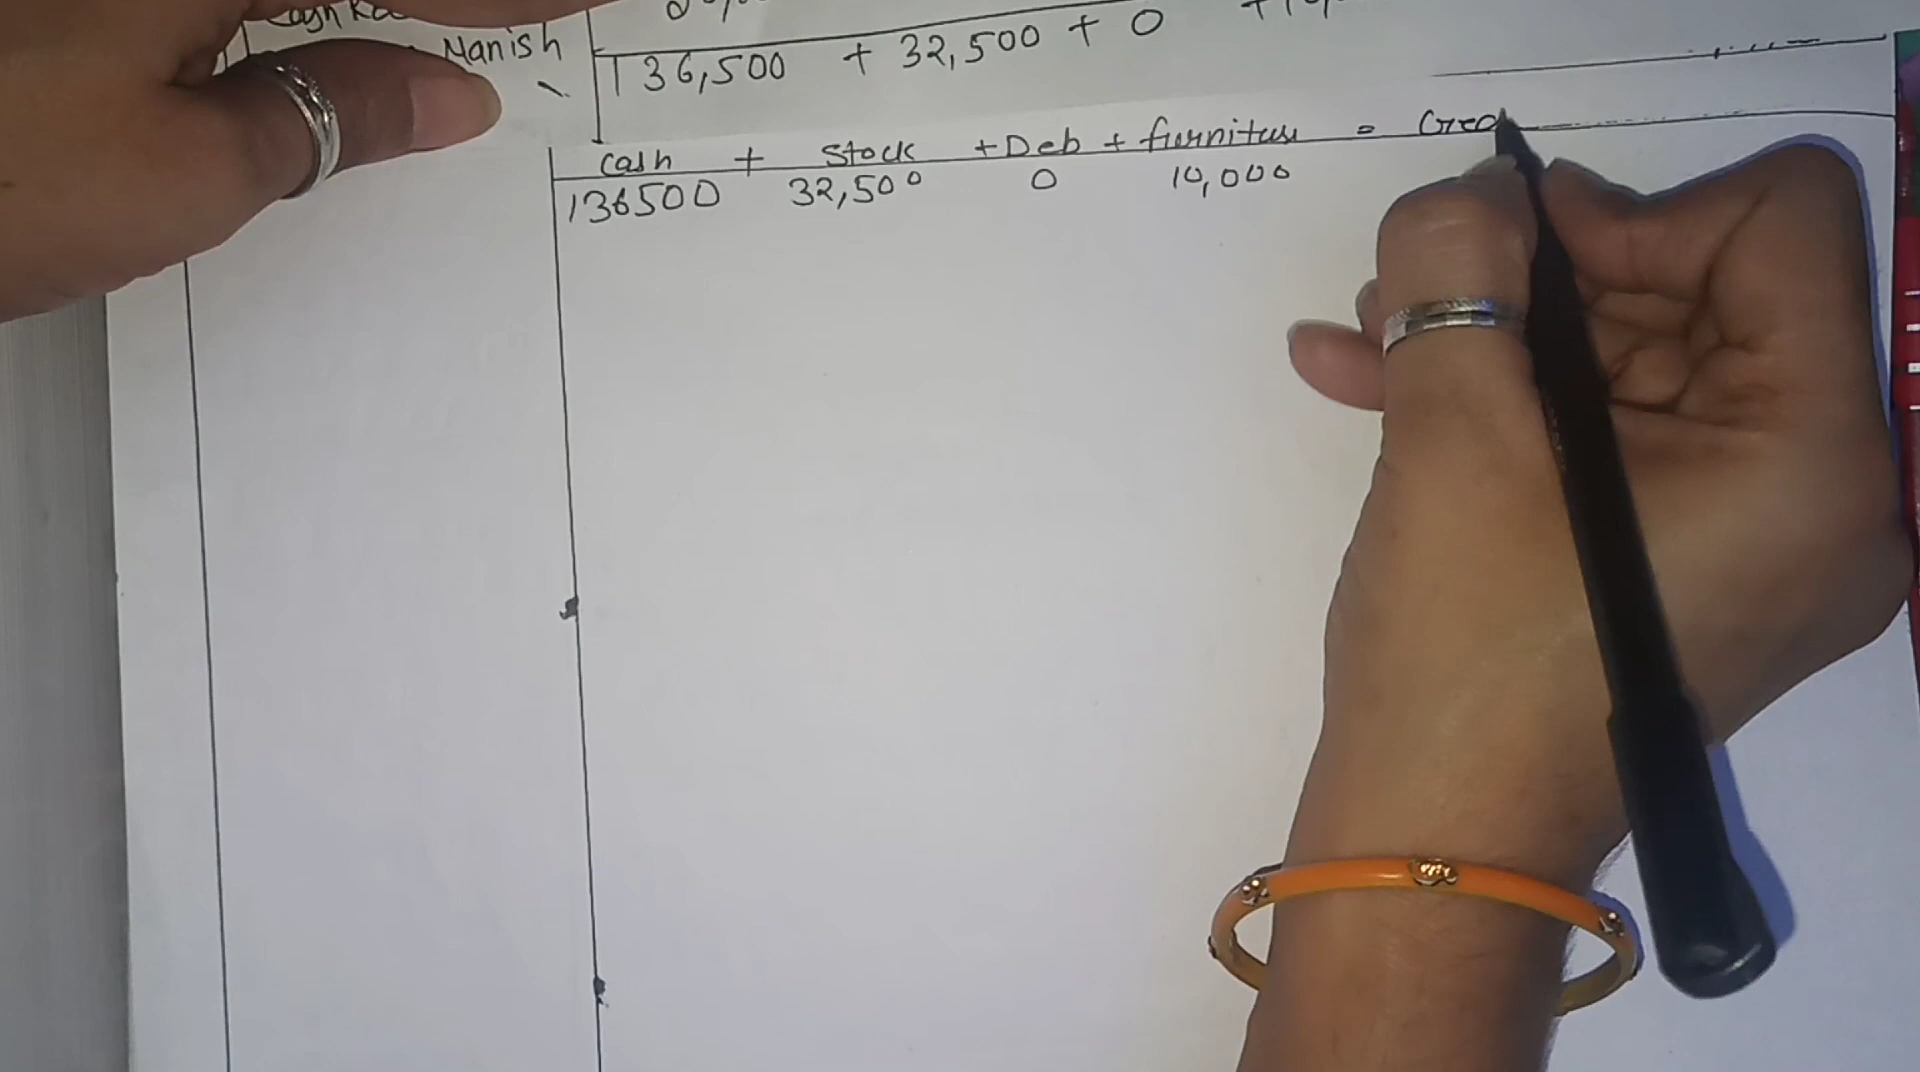 Manish
136,500 + 32,500 + 0
Cash + Stock + Deb + furniture = Cred
136500 32,500 0 10,000